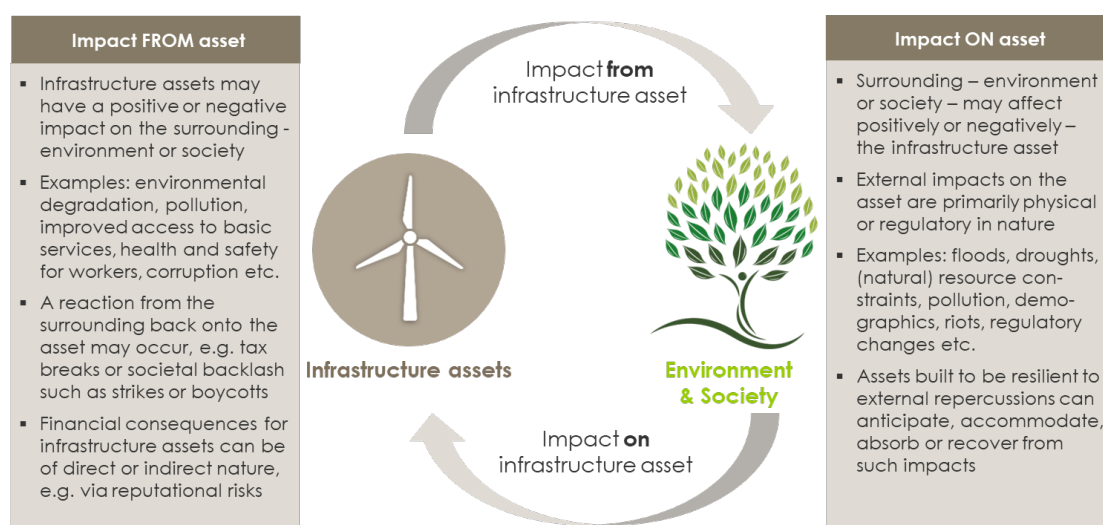 Impact FROM asset
▪ Infrastructure assets may
have a positive or negative
impact on the surrounding -
environment or society
▪ Examples: environmental
degradation, pollution,
improved access to basic
services, health and safety
for workers, corruption etc.
▪ A reaction from the
surrounding back onto the
asset may occur, e.g. tax
breaks or societal backlash
such as strikes or boycotts
▪ Financial consequences for
infrastructure assets can be
of direct or indirect nature,
e.g. via reputational risks
Impact from
infrastructure asset
Infrastructure assets
Environment
& Society
Impact on
infrastructure asset
Impact ON asset
▪ Surrounding – environment
or society – may affect
positively or negatively –
the infrastructure asset
▪ External impacts on the
asset are primarily physical
or regulatory in nature
▪ Examples: floods, droughts,
(natural) resource con-
straints, pollution, demo-
graphics, riots, regulatory
changes etc.
▪ Assets built to be resilient to
external repercussions can
anticipate, accommodate,
absorb or recover from
such impacts